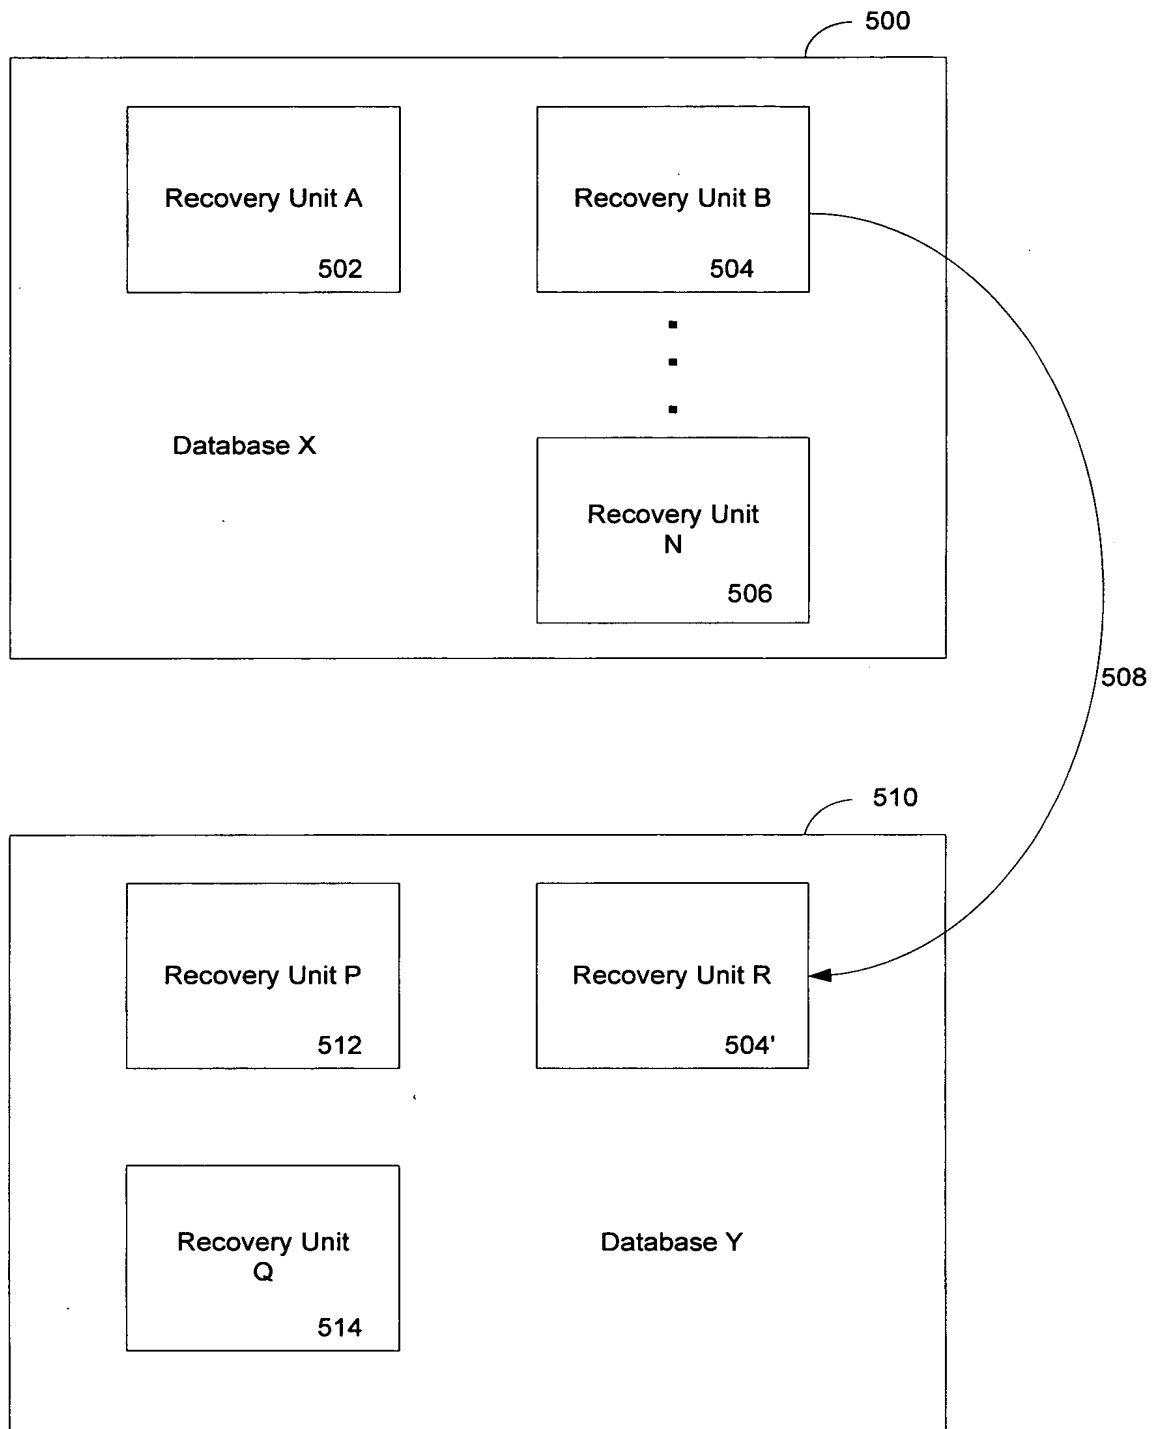 500
Recovery Unit A
502
Recovery Unit B
504
Database X
Recovery Unit
N
506
508
510
Recovery Unit P
512
Recovery Unit R
504'
Recovery Unit
Q
514
Database Y